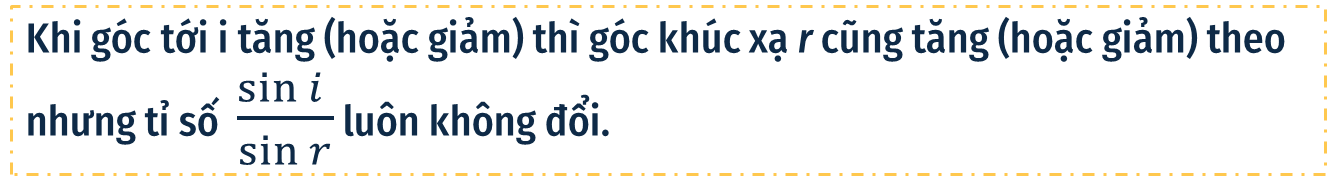 Khi góc tới i tăng (hoặc giảm) thì góc khúc xạ r cũng tăng (hoặc giảm) theo
nhưng tỉ số $\frac{\sin i}{\sin r}$ luôn không đổi.